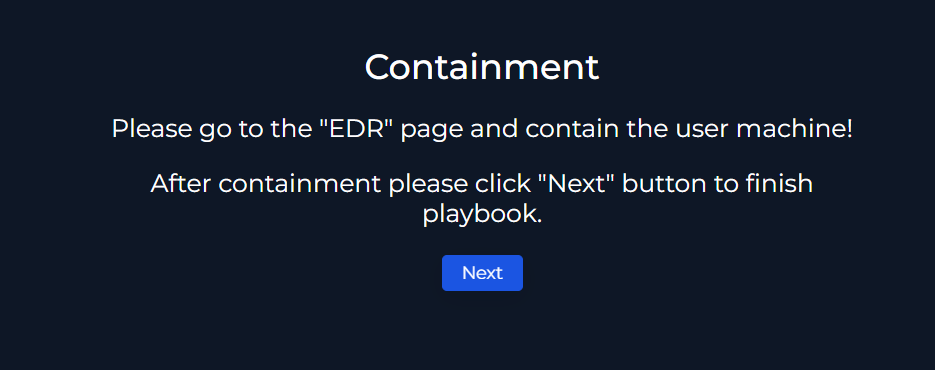 Containment
Please go to the "EDR" page and contain the user machine!
After containment please click "Next" button to finish
playbook.
Next